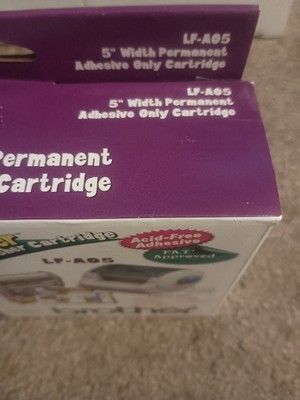 LF-A05
5" Width Permanent
Adhesive Only Cartridge
LF-A05
5" Width Permanent
Adhesive Only Cartridge
Permanent
Cartridge
Cartridge
Acid-Free
Adhesive
P.A.T.
Approved
LF-A05
brother